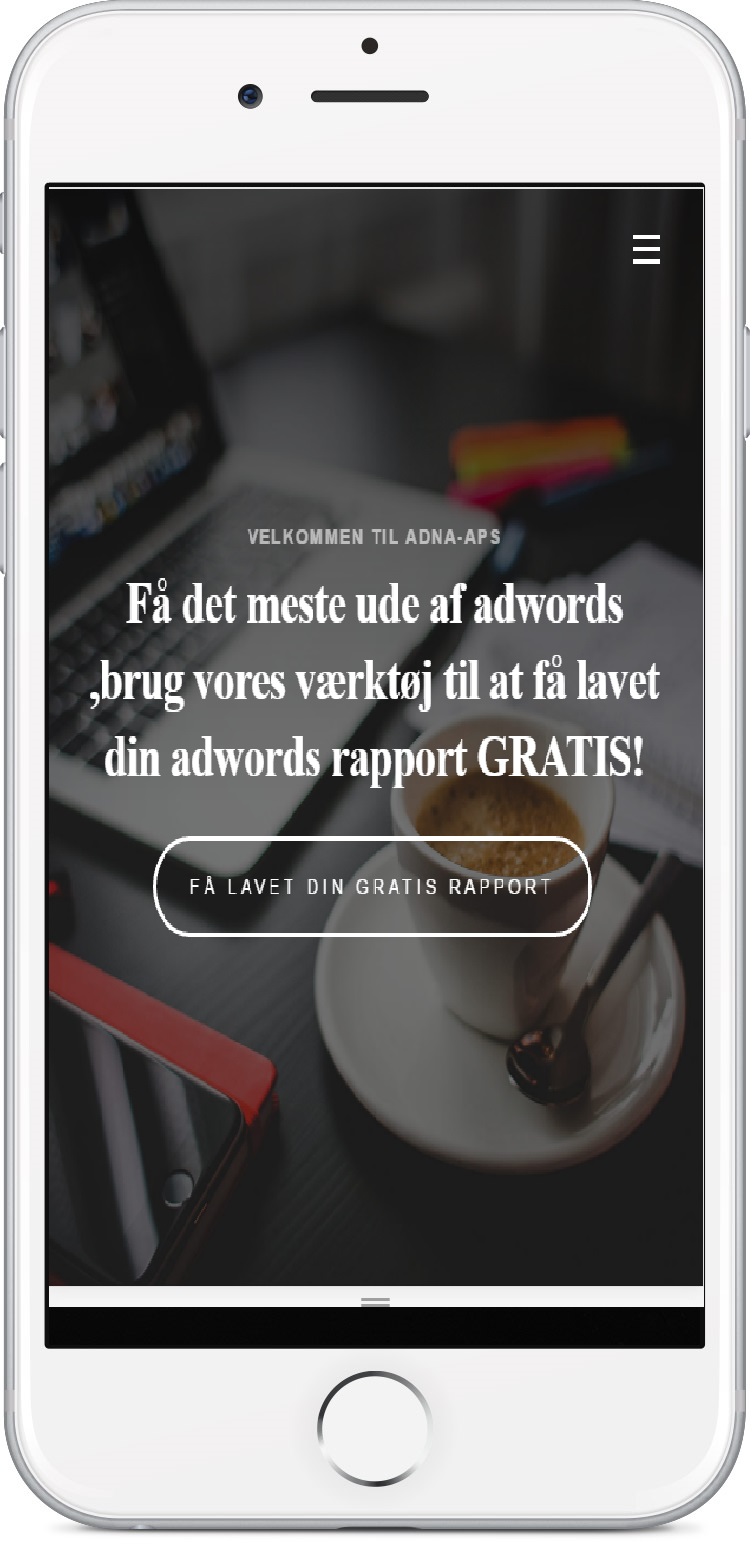 VELKOMMEN TIL ADNA-APS
Få det meste ude af adwords
,brug vores værktøj til at få lavet
din adwords rapport GRATIS!
FÅ LAVET DIN GRATIS RAPPORT